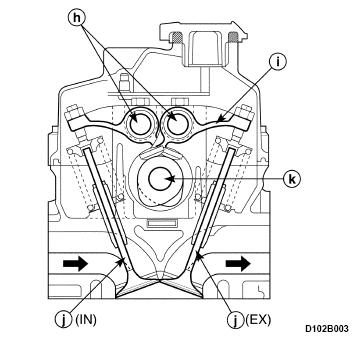 h
i
k
j (IN)
j (EX)
D102B003